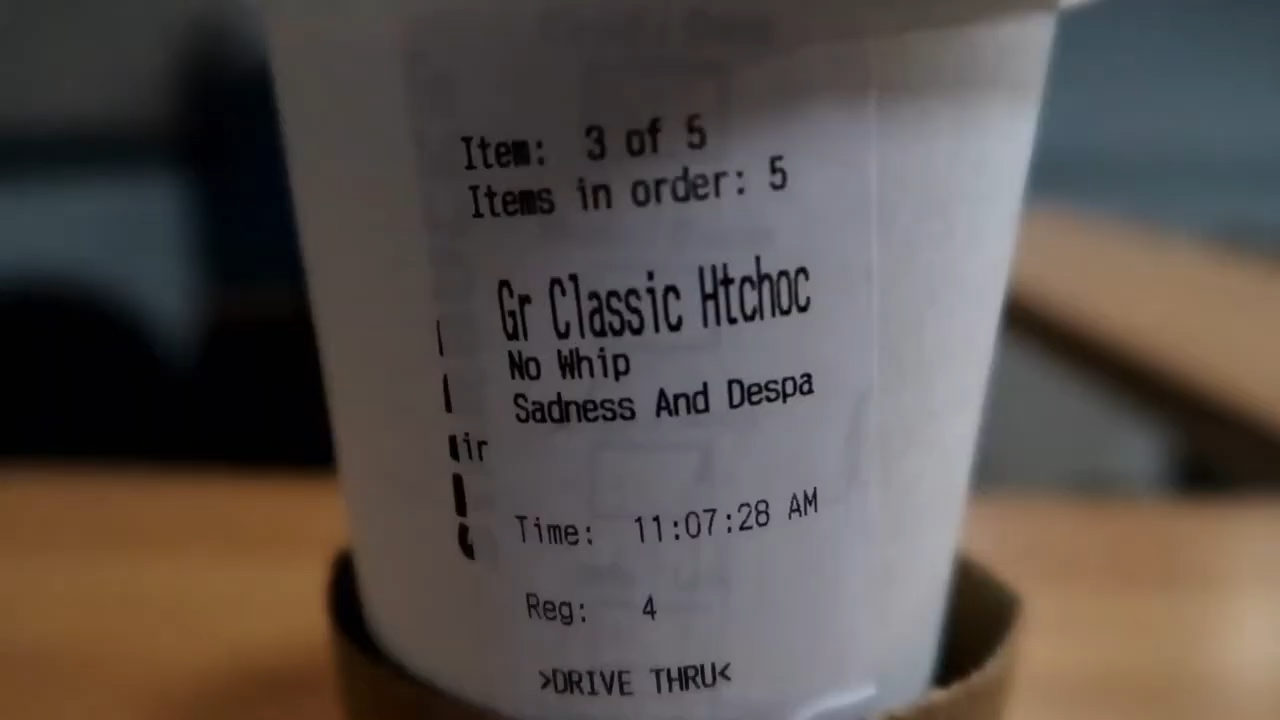 Item: 3 of 5
Items in order: 5
Gr Classic Htchoc
No Whip
Sadness And Despa
ir
Time: 11:07:28 AM
Reg: 4
>DRIVE THRU<